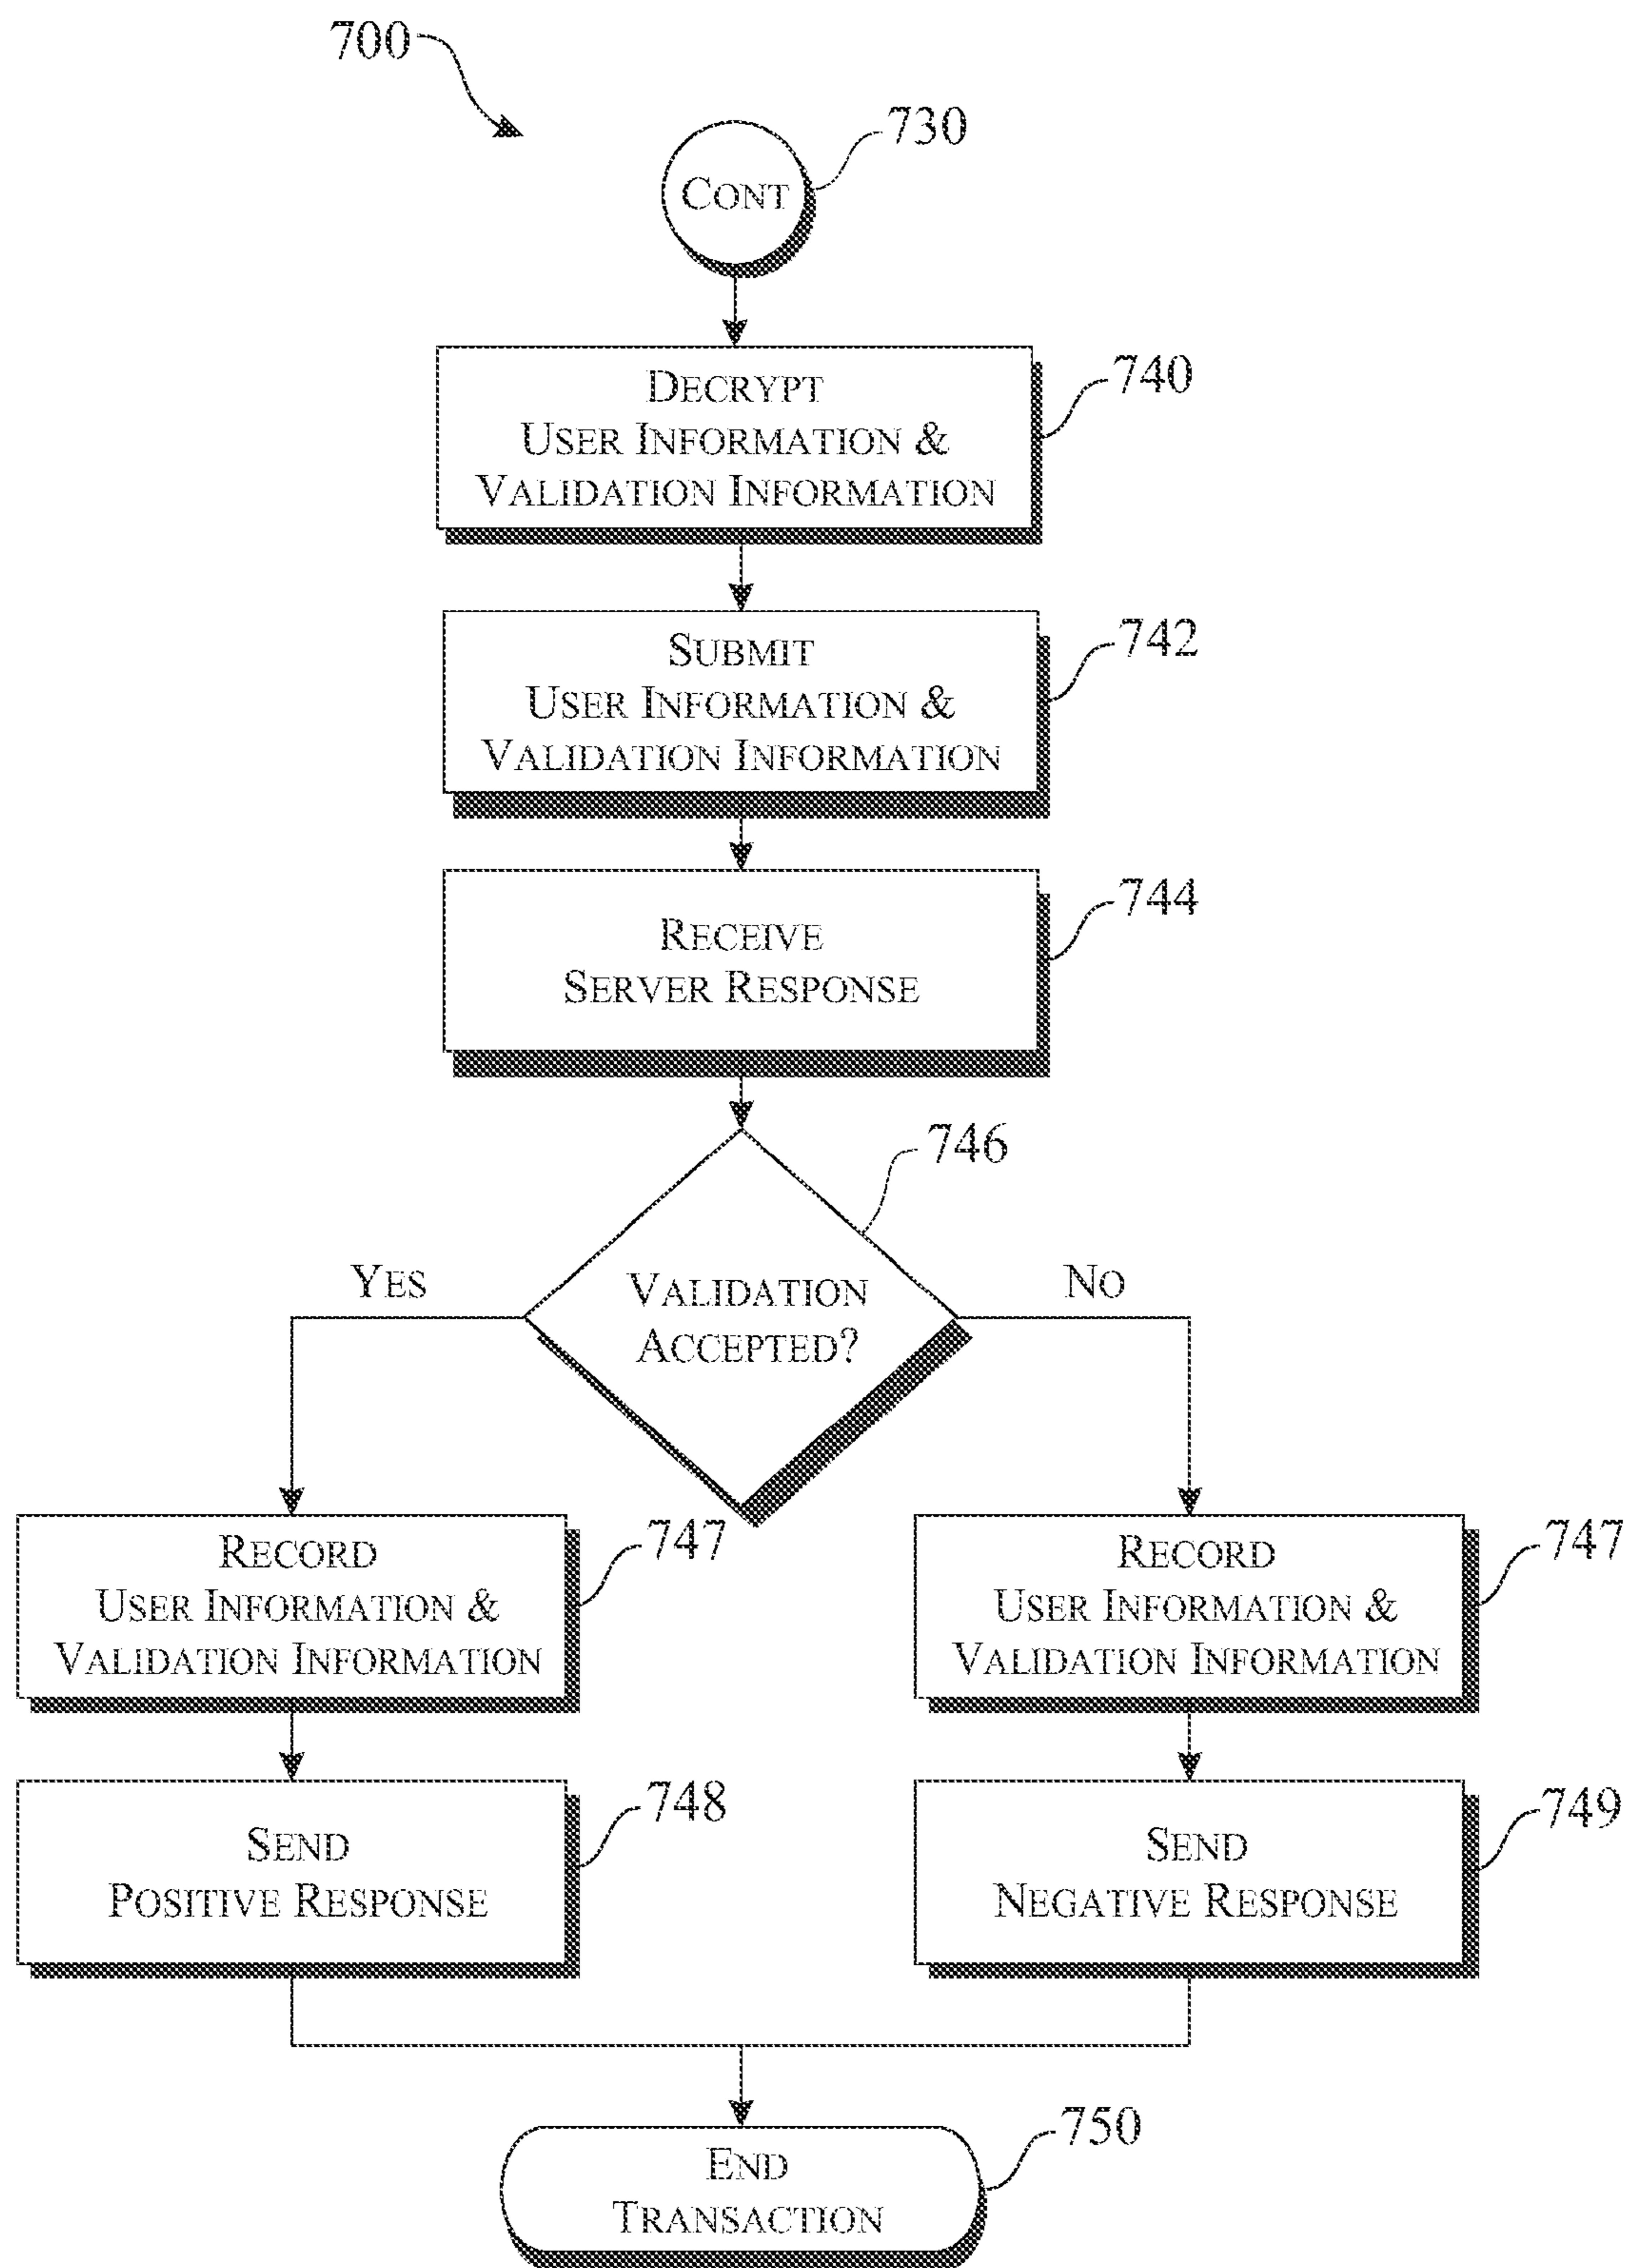 700
730
CONT
740
DECRYPT
USER INFORMATION &
VALIDATION INFORMATION
742
SUBMIT
USER INFORMATION &
VALIDATION INFORMATION
744
RECEIVE
SERVER RESPONSE
746
YES
NO
VALIDATION
ACCEPTED?
747
RECORD
USER INFORMATION &
VALIDATION INFORMATION
747
RECORD
USER INFORMATION &
VALIDATION INFORMATION
748
SEND
POSITIVE RESPONSE
749
SEND
NEGATIVE RESPONSE
750
END
TRANSACTION